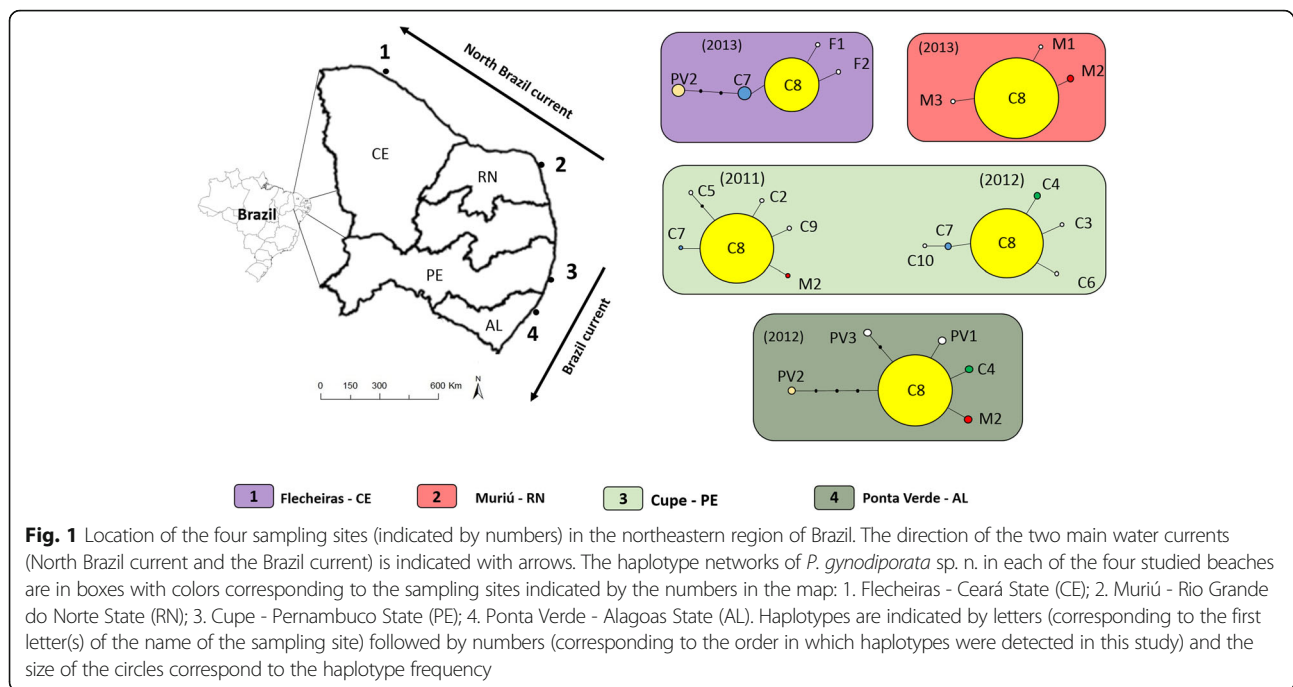 1
North Brazil current
2
CE
RN
Brazil
PE
3
AL
4
Brazil current
0 150 300 600 Km
N
(2013)
F1
F2
PV2
C7
C8
(2013)
M1
M2
M3
C8
(2011)
C5
C2
C9
C7
C8
M2
(2012)
C4
C7
C3
C8
C10
C6
(2012)
PV3
PV1
PV2
C4
C8
M2
1 Flecheiras - CE
2 Muriú - RN
3 Cupe - PE
4 Ponta Verde - AL
Fig. 1 Location of the four sampling sites (indicated by numbers) in the northeastern region of Brazil. The direction of the two main water currents
(North Brazil current and the Brazil current) is indicated with arrows. The haplotype networks of P. gynodiporata sp. n. in each of the four studied beaches
are in boxes with colors corresponding to the sampling sites indicated by the numbers in the map: 1. Flecheiras - Ceará State (CE); 2. Muriú - Rio Grande
do Norte State (RN); 3. Cupe - Pernambuco State (PE); 4. Ponta Verde - Alagoas State (AL). Haplotypes are indicated by letters (corresponding to the first
letter(s) of the name of the sampling site) followed by numbers (corresponding to the order in which haplotypes were detected in this study) and the
size of the circles correspond to the haplotype frequency